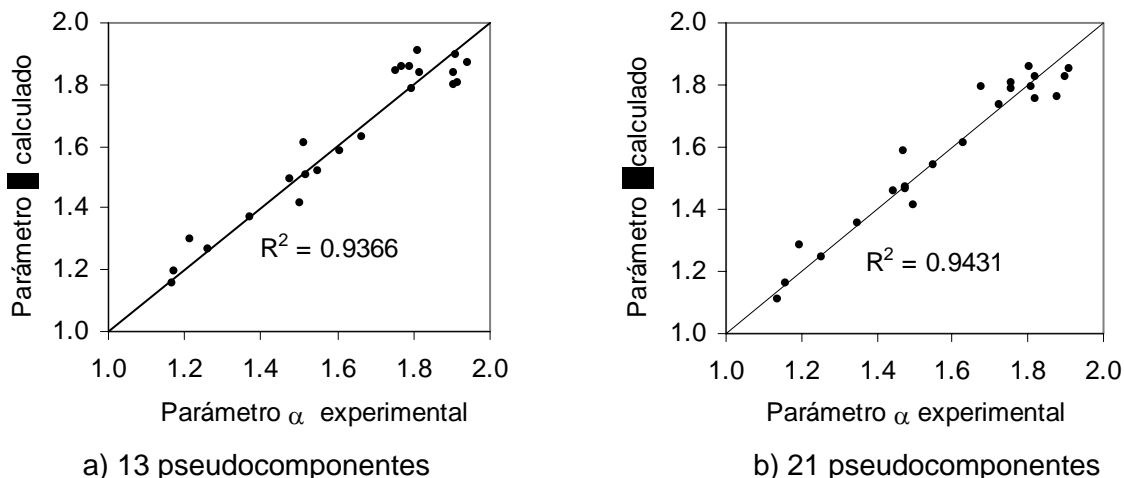 2.0
1.8
1.6
1.4
1.2
1.0
Parámetro calculado
R² = 0.9366
1.0 1.2 1.4 1.6 1.8 2.0
Parámetro α experimental
a) 13 pseudocomponentes
2.0
1.8
1.6
1.4
1.2
1.0
Parámetro calculado
R² = 0.9431
1.0 1.2 1.4 1.6 1.8 2.0
Parámetro α experimental
b) 21 pseudocomponentes